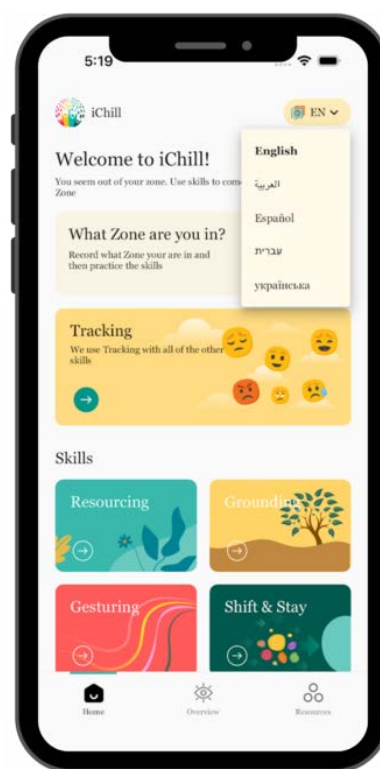 5:19
iChill
EN
Welcome to iChill!
You seem out of your zone. Use skills to com
Zone
English
العربية
Español
עברית
українська
What Zone are you in?
Record what Zone your are in and
then practice the skills
Tracking
We use Tracking with all of the other
skills
Skills
Resourcing
Grounding
Gesturing
Shift & Stay
Home
Overview
Resources